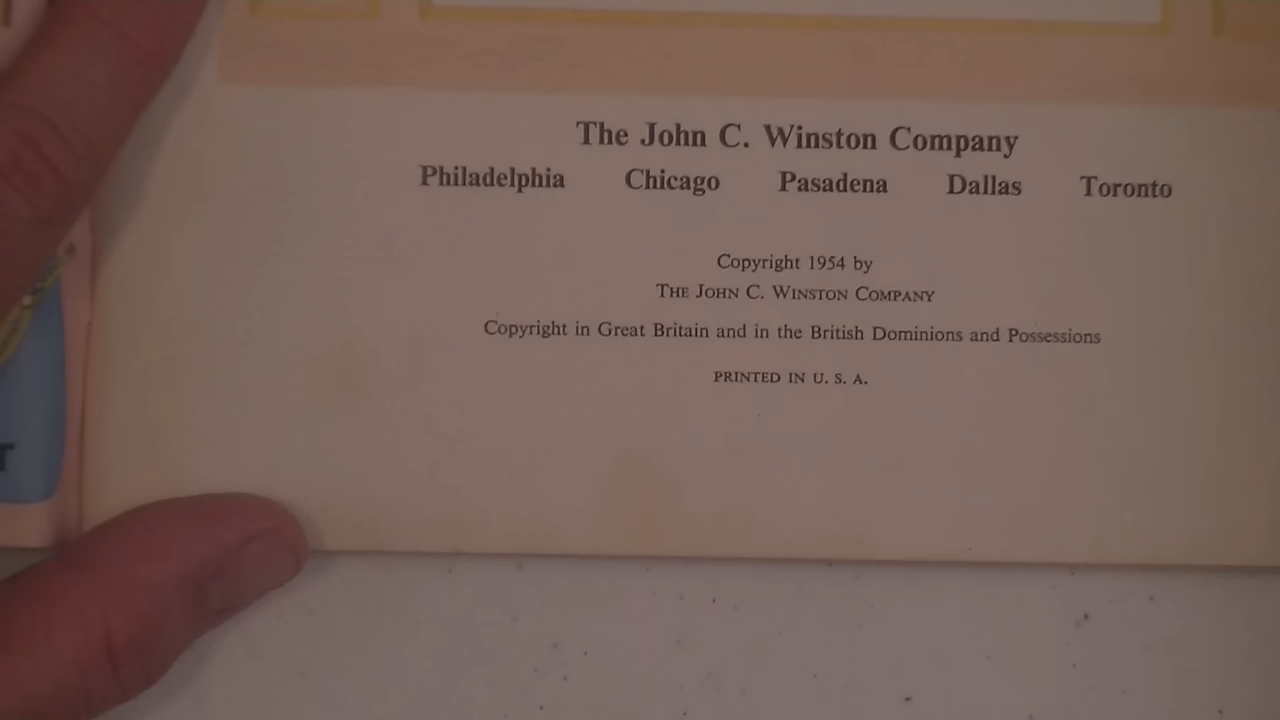 The John C. Winston Company
Philadelphia Chicago Pasadena Dallas Toronto
Copyright 1954 by
THE JOHN C. WINSTON COMPANY
Copyright in Great Britain and in the British Dominions and Possessions
PRINTED IN U. S. A.
T